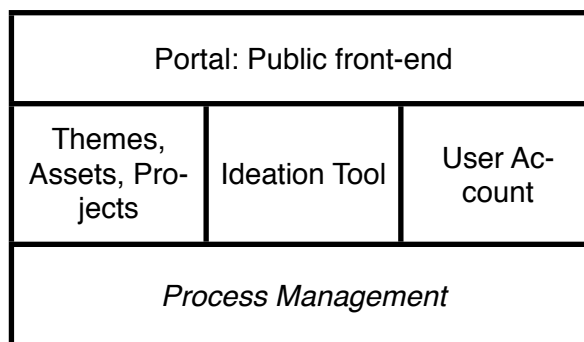 Portal: Public front-end
Themes,
Assets, Pro-
jects
Ideation Tool
User Ac-
count
Process Management